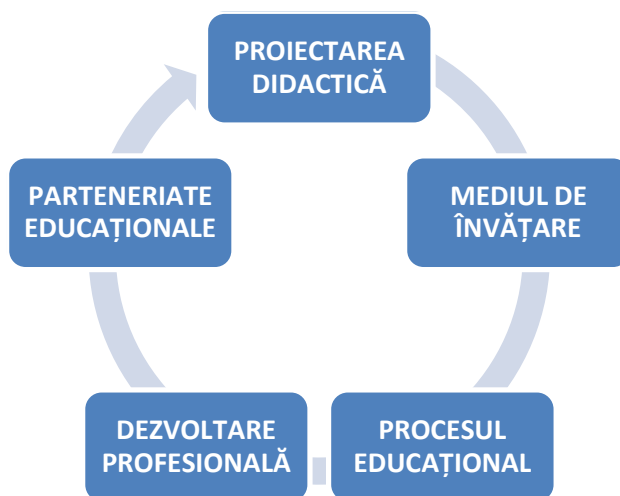 PROIECTAREA
DIDACTICĂ
MEDIUL DE
ÎNVĂȚARE
PROCESUL
EDUCAȚIONAL
DEZVOLTARE
PROFESIONALĂ
PARTENERIATE
EDUCAȚIONALE